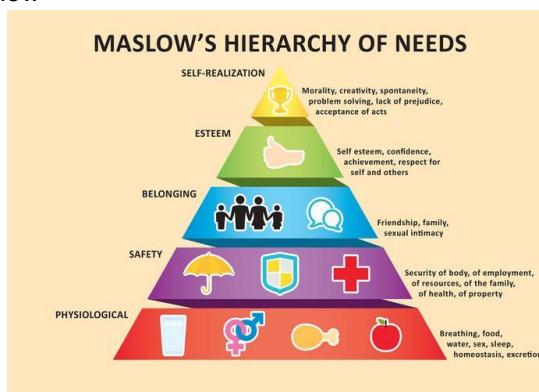 MASLOW'S HIERARCHY OF NEEDS
SELF-REALIZATION
Morality, creativity, spontaneity,
problem solving, lack of prejudice,
acceptance of acts
ESTEEM
Self esteem, confidence,
achievement, respect for
self and others
BELONGING
Friendship, family,
sexual intimacy
SAFETY
Security of body, of employment,
of resources, of the family,
of health, of property
PHYSIOLOGICAL
Breathing, food,
water, sex, sleep,
homeostasis, excretion